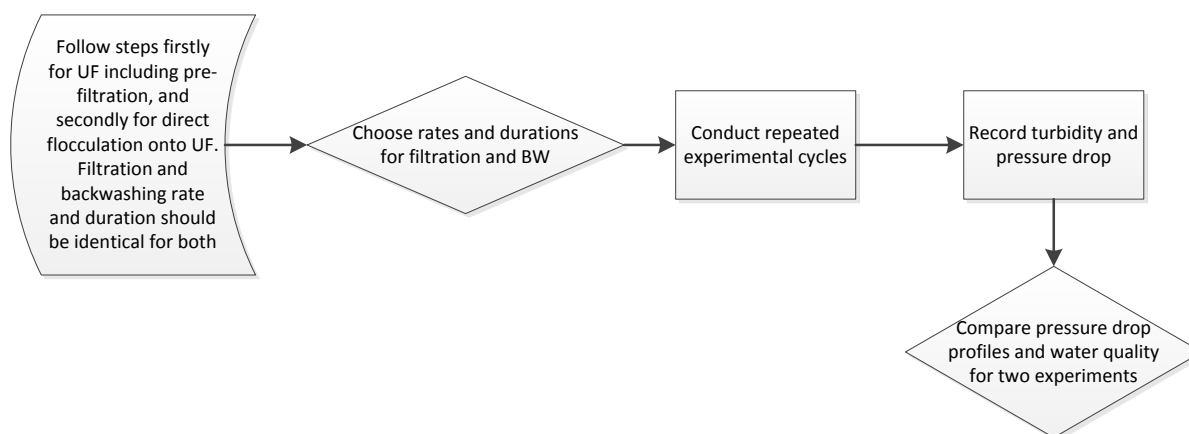 Follow steps firstly
for UF including pre-
filtration, and
secondly for direct
flocculation onto UF.
Filtration and
backwashing rate
and duration should
be identical for both
Choose rates and durations
for filtration and BW
Conduct repeated
experimental cycles
Record turbidity and
pressure drop
Compare pressure drop
profiles and water quality
for two experiments